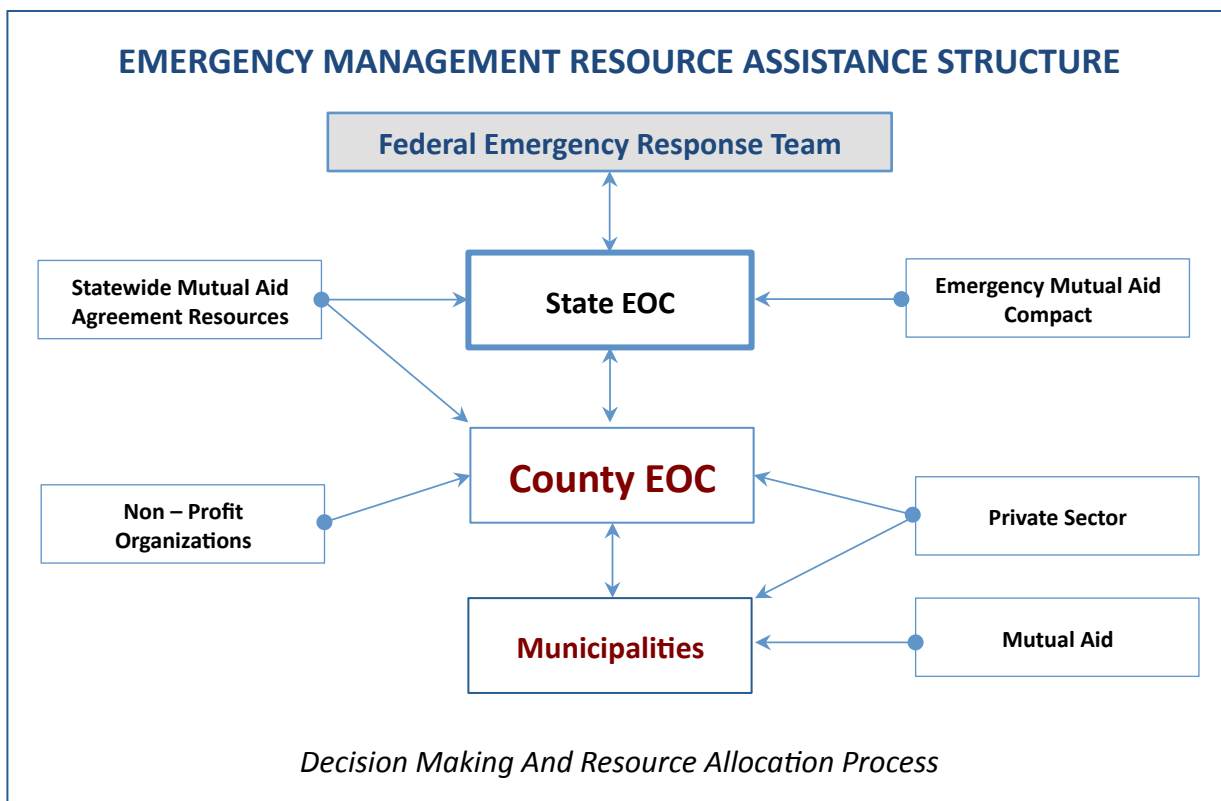 EMERGENCY MANAGEMENT RESOURCE ASSISTANCE STRUCTURE
Federal Emergency Response Team
Statewide Mutual Aid
Agreement Resources
State EOC
Emergency Mutual Aid
Compact
County EOC
Non – Profit
Organizations
Private Sector
Municipalities
Mutual Aid
Decision Making And Resource Allocation Process